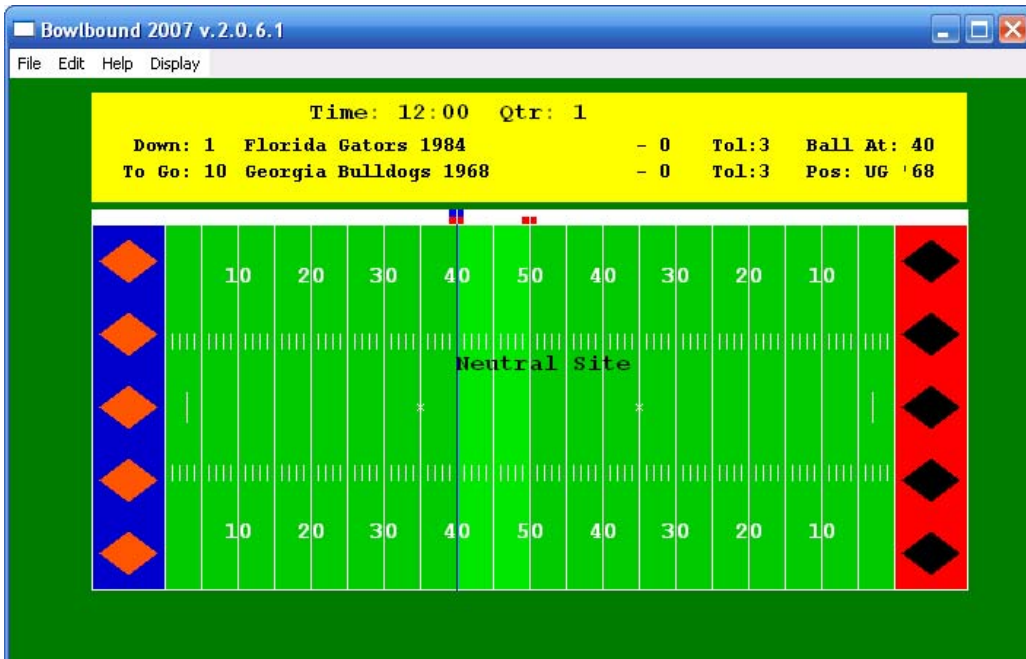 Bowlbound 2007 v.2.0.6.1
File Edit Help Display
Time: 12:00 Qtr: 1
Down: 1 Florida Gators 1984 - 0 Tol:3 Ball At: 40
To Go: 10 Georgia Bulldogs 1968 - 0 Tol:3 Pos: UG '68
10 20 30 40 50 40 30 20 10
Neutral Site
10 20 30 40 50 40 30 20 10